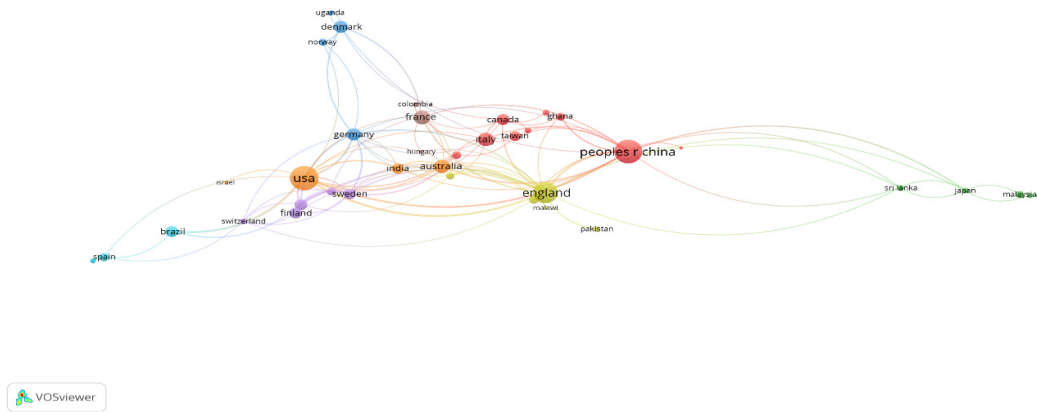 uganda
denmark
norway
colombia
france
canada
ghana
germany
italy
taiwan
hungary
peoples r china
india
australia
usa
israel
sweden
england
sri lanka
japan
malaysia
finland
malawi
switzerland
brazil
pakistan
spain
VOSviewer